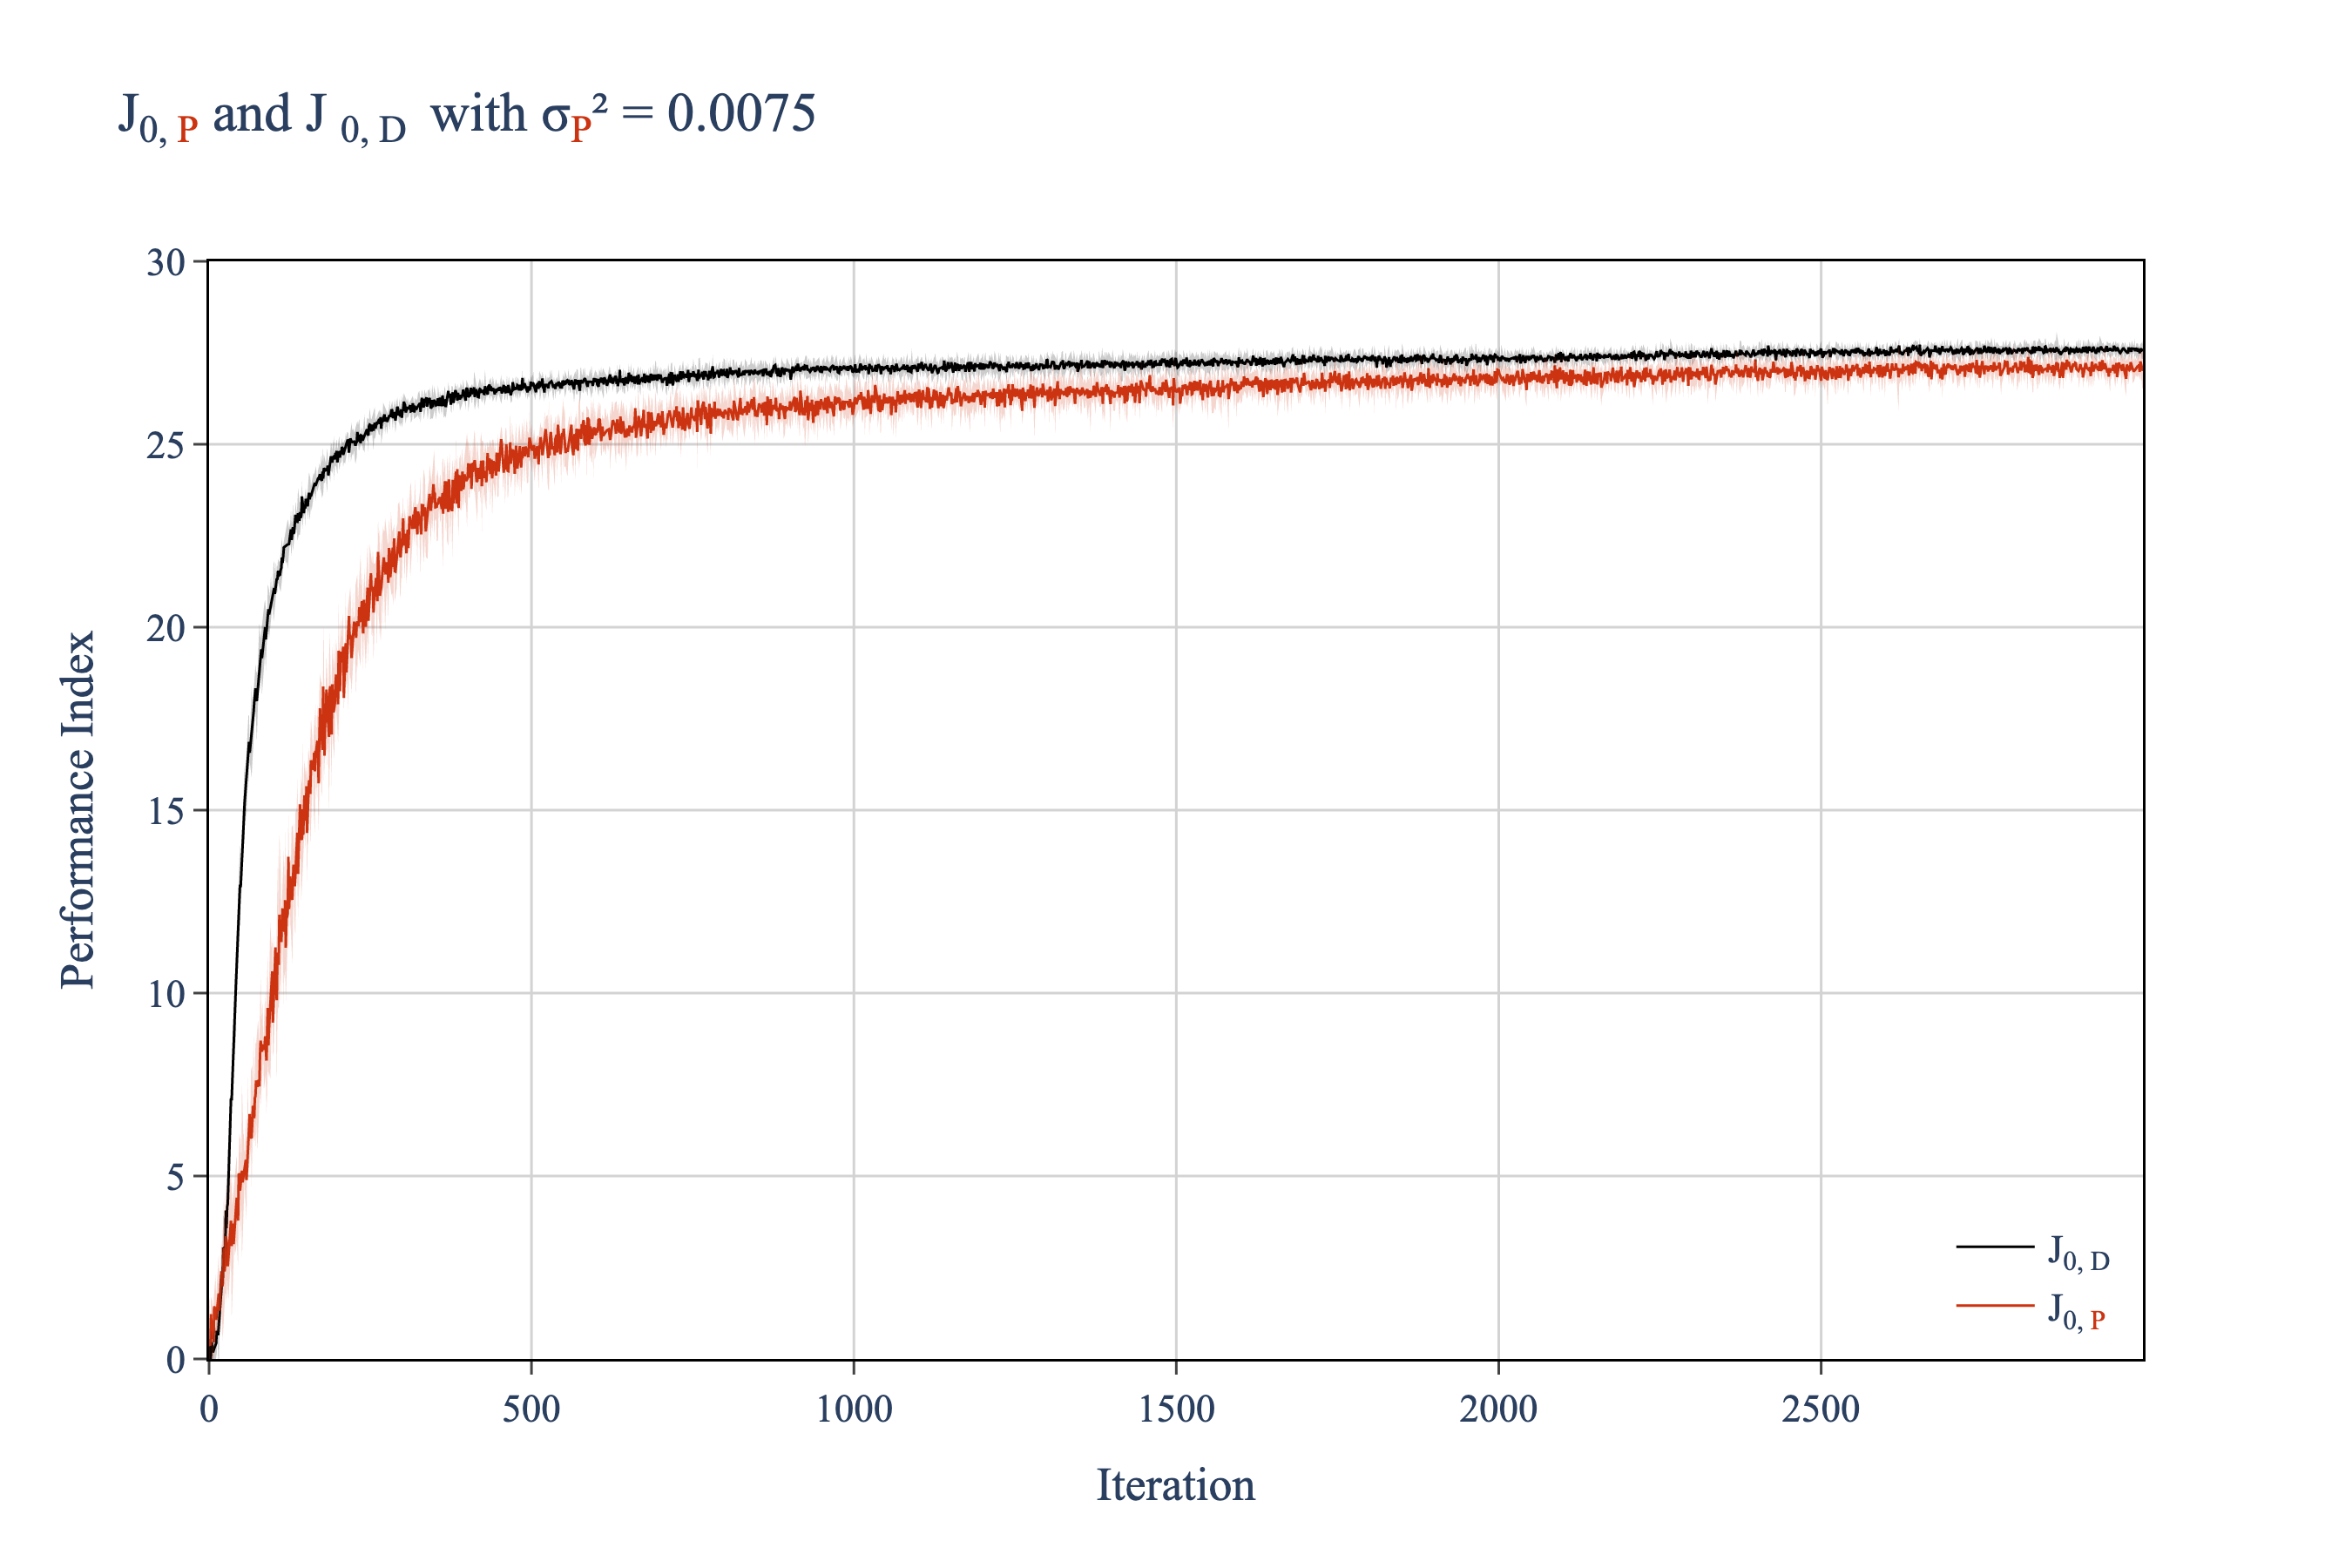 J0, P and J 0, D with σP² = 0.0075
30
25
20
15
10
5
0
Performance Index
0 500 1000 1500 2000 2500
Iteration
J0, D
J0, P